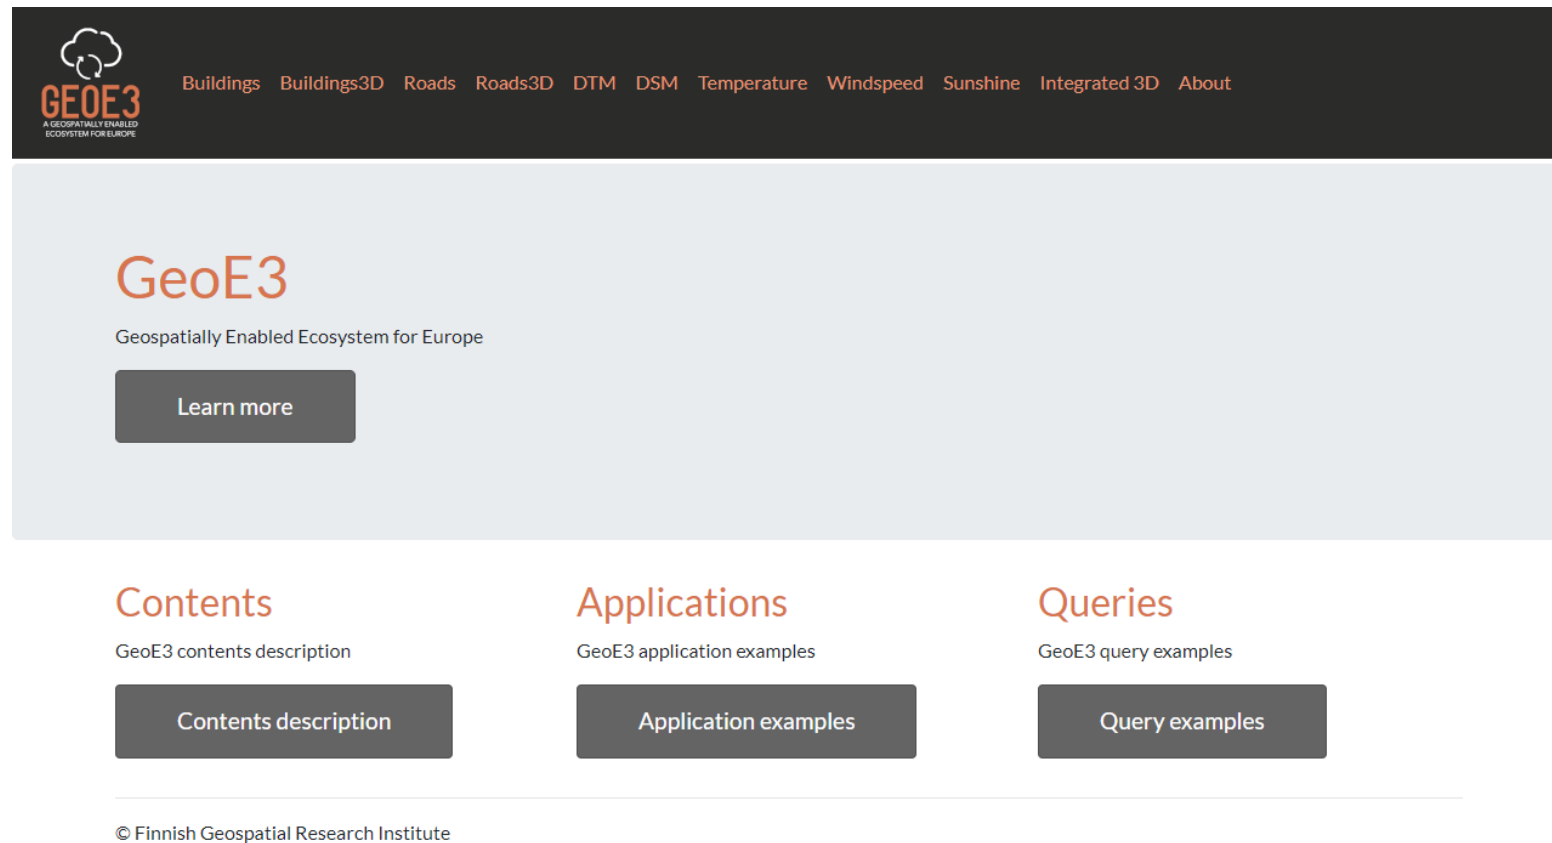 GEOE3
A GEOSPATIALLY ENABLED
ECOSYSTEM FOR EUROPE
Buildings Buildings3D Roads Roads3D DTM DSM Temperature Windspeed Sunshine Integrated 3D About
GeoE3
Geospatially Enabled Ecosystem for Europe
Learn more
Contents
GeoE3 contents description
Contents description
Applications
GeoE3 application examples
Application examples
Queries
GeoE3 query examples
Query examples
© Finnish Geospatial Research Institute